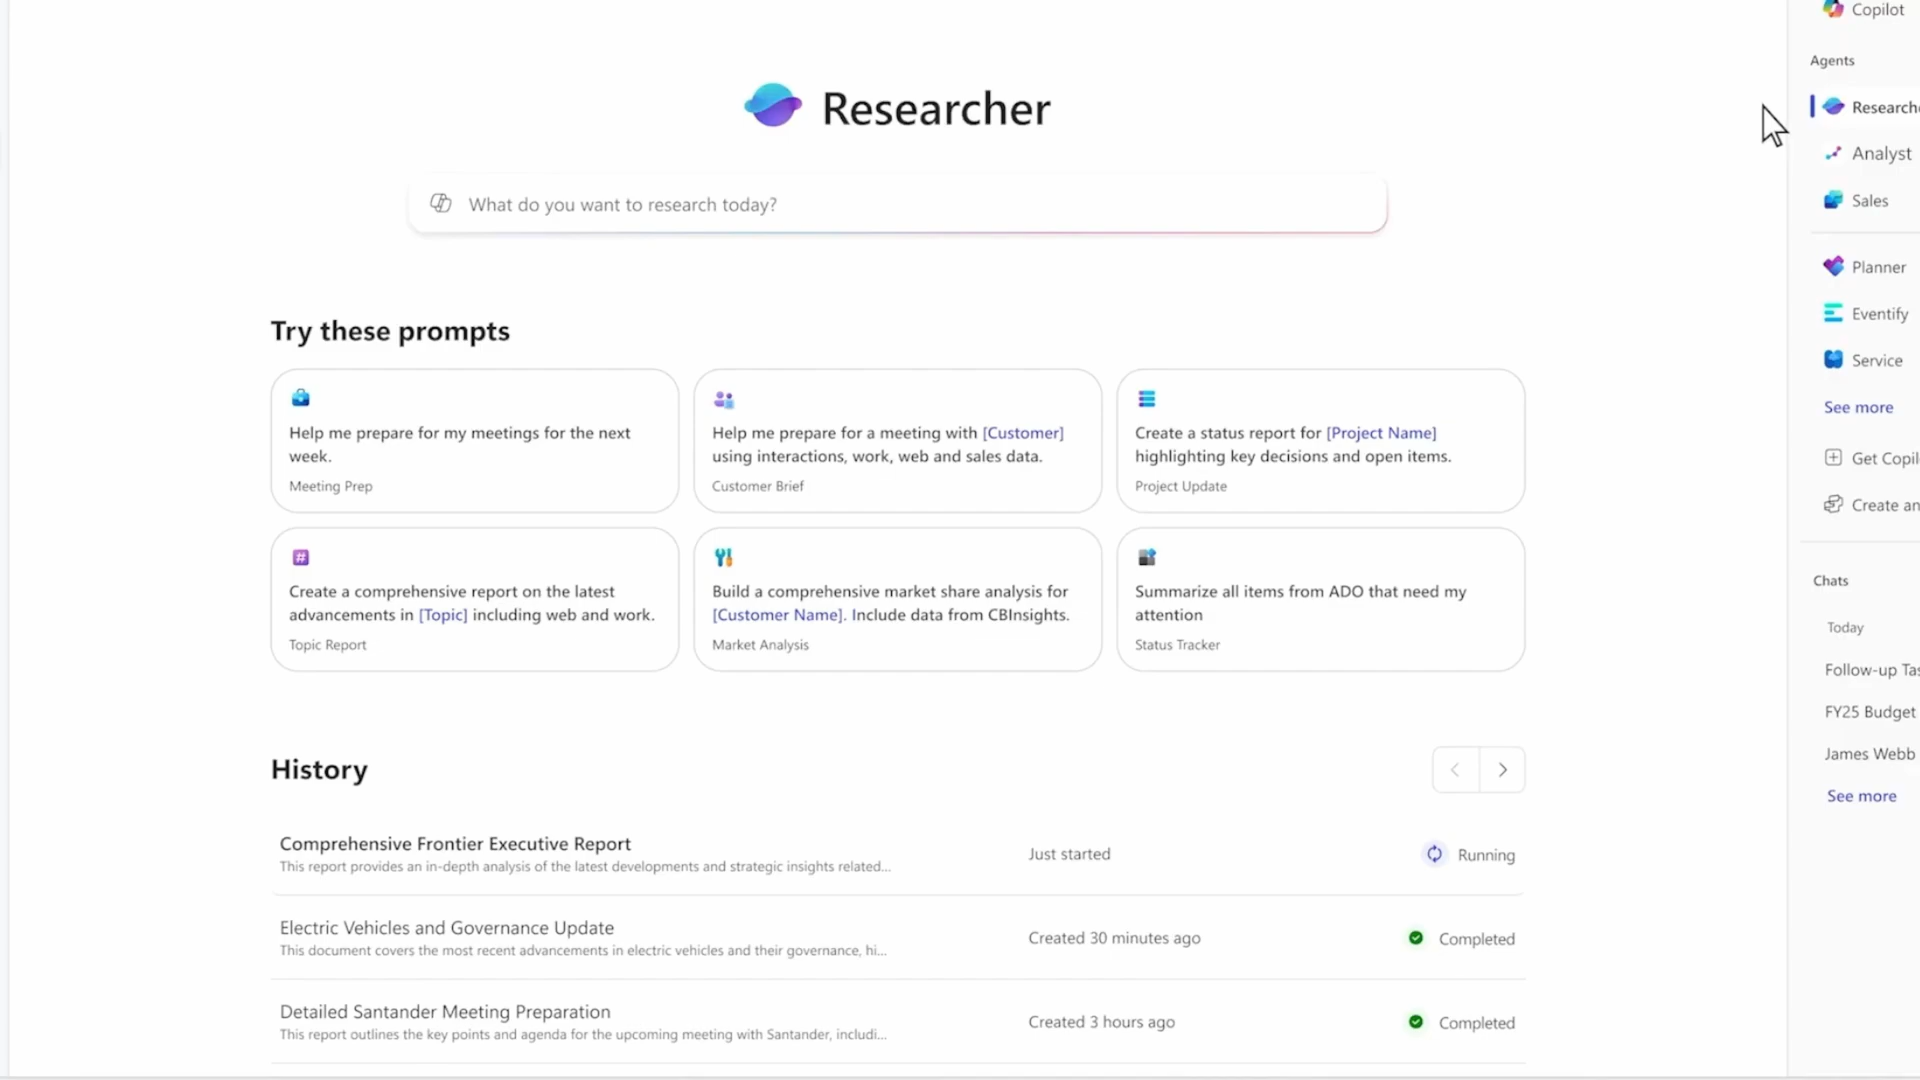 Researcher
What do you want to research today?
Try these prompts
Help me prepare for my meetings for the next
week.
Meeting Prep
Help me prepare for a meeting with [Customer]
using interactions, work, web and sales data.
Customer Brief
Create a status report for [Project Name]
highlighting key decisions and open items.
Project Update
Create a comprehensive report on the latest
advancements in [Topic] including web and work.
Topic Report
Build a comprehensive market share analysis for
[Customer Name]. Include data from CBInsights.
Market Analysis
Summarize all items from ADO that need my
attention
Status Tracker
History
Comprehensive Frontier Executive Report
This report provides an in-depth analysis of the latest developments and strategic insights related...
Just started
Running
Electric Vehicles and Governance Update
This document covers the most recent advancements in electric vehicles and their governance, hi...
Created 30 minutes ago
Completed
Detailed Santander Meeting Preparation
This report outlines the key points and agenda for the upcoming meeting with Santander, includi...
Created 3 hours ago
Completed
Copilot
Agents
Researche
Analyst
Sales
Planner
Eventify
Service
See more
Get Copil
Create an
Chats
Today
Follow-up Tas
FY25 Budget
James Webb
See more